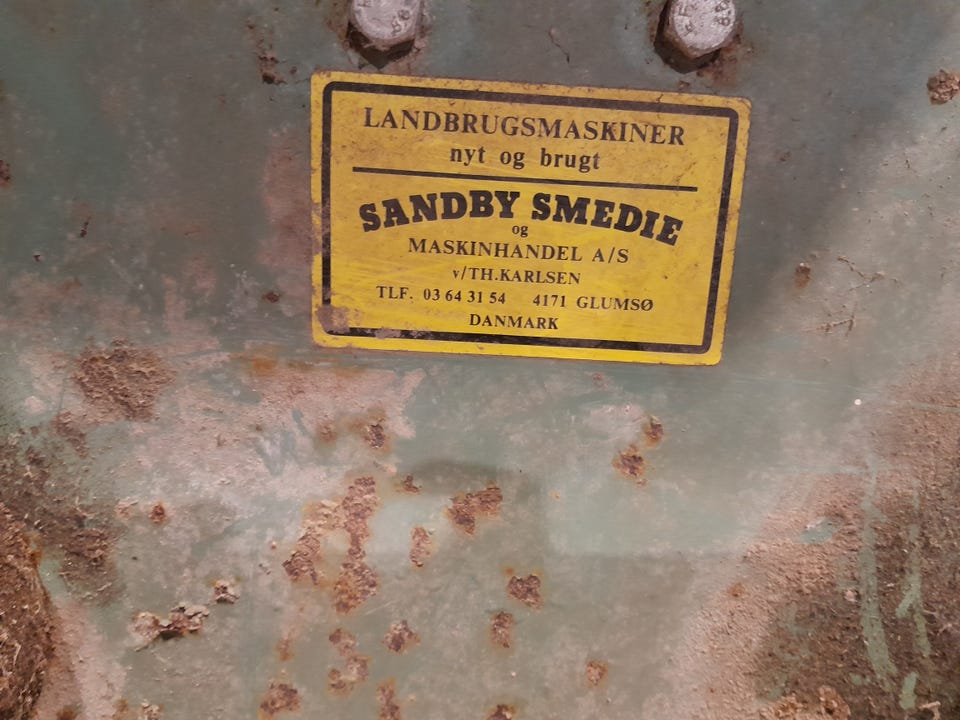 LANDBRUGSMASKINER
nyt og brugt
SANDBY SMEDIE
og
MASKINHANDEL A/S
v/TH.KARLSEN
TLF. 03 64 31 54 4171 GLUMSØ
DANMARK